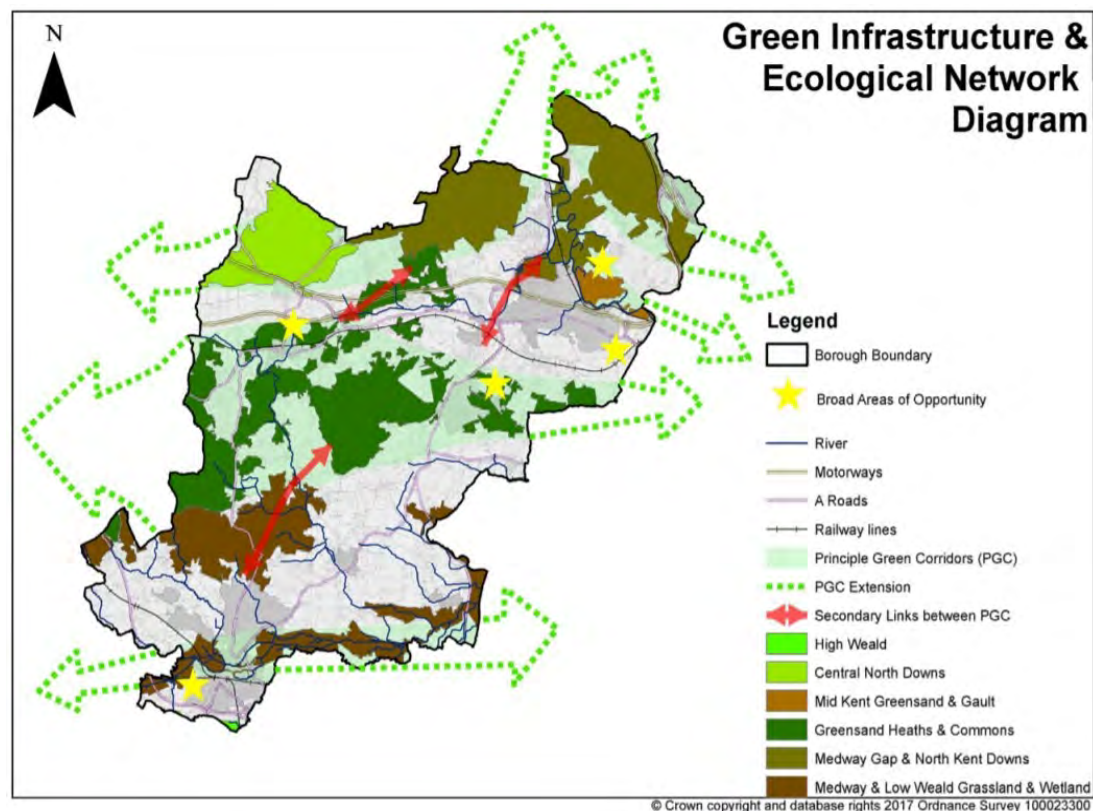 N
Green Infrastructure &
Ecological Network
Diagram
Legend
Borough Boundary
Broad Areas of Opportunity
River
Motorways
A Roads
Railway lines
Principle Green Corridors (PGC)
PGC Extension
Secondary Links between PGC
High Weald
Central North Downs
Mid Kent Greensand & Gault
Greensand Heaths & Commons
Medway Gap & North Kent Downs
Medway & Low Weald Grassland & Wetland
© Crown copyright and database rights 2017 Ordnance Survey 100023300